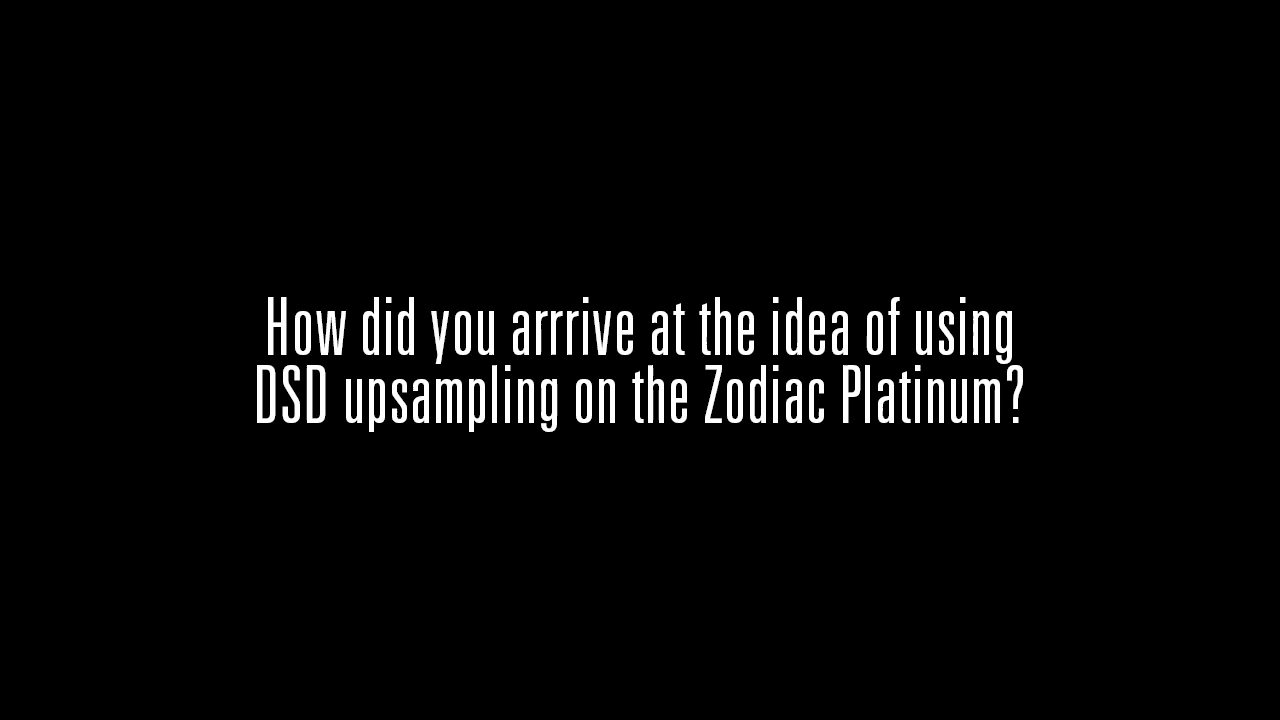 How did you arrrive at the idea of using
DSD upsampling on the Zodiac Platinum?